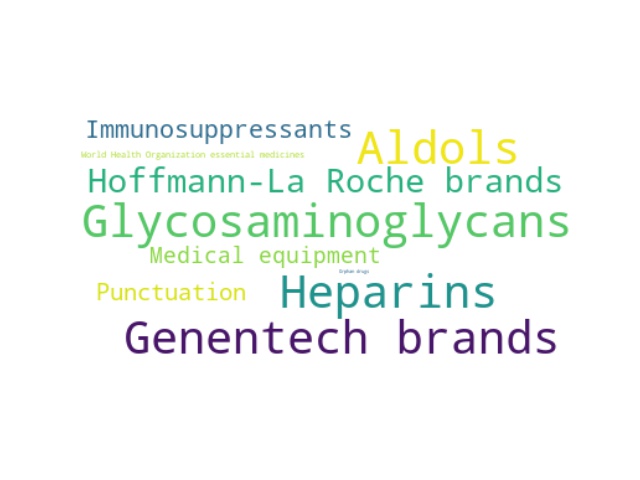 Immunosuppressants
Aldols
World Health Organization essential medicines
Hoffmann-La Roche brands
Glycosaminoglycans
Medical equipment
Orphan drugs
Punctuation
Heparins
Genentech brands